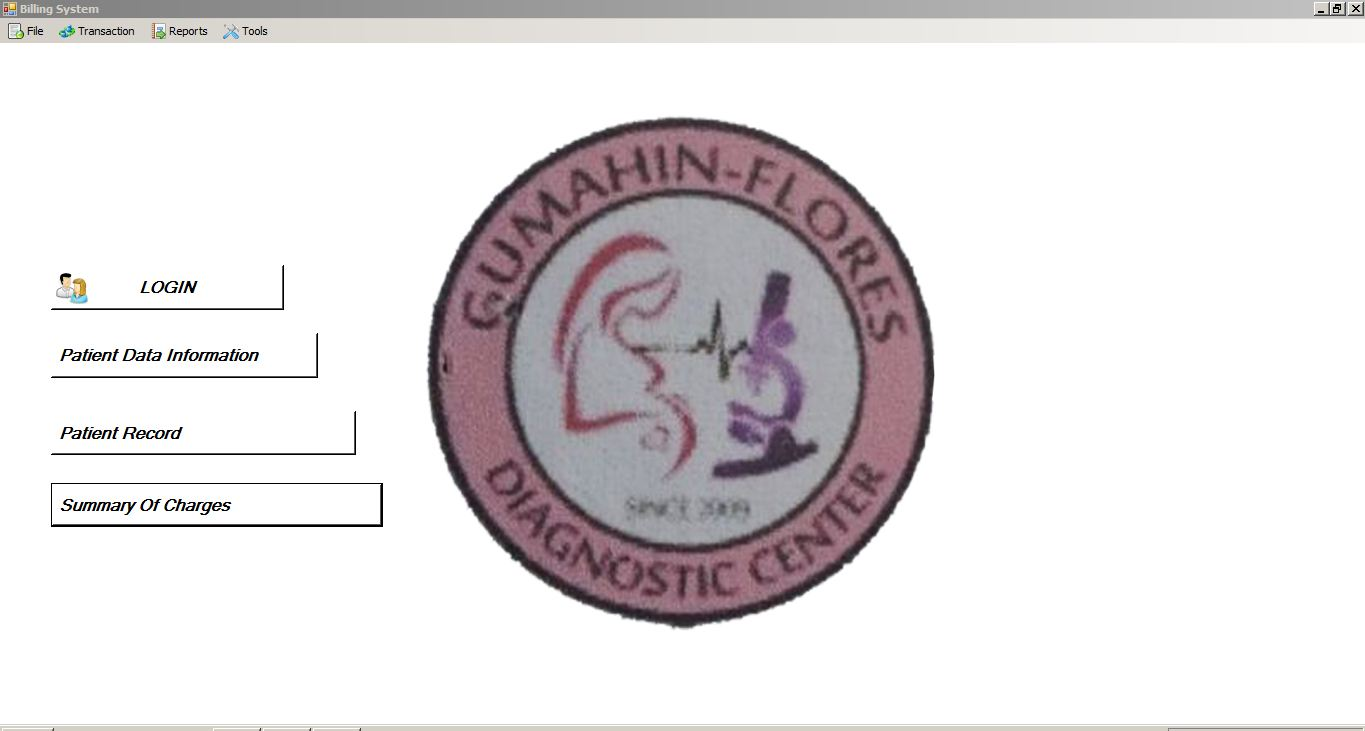 Billing System
File Transaction Reports Tools
GUMAHIN-FLORES
LOGIN
Patient Data Information
Patient Record
Summary Of Charges
SINCE 2009
DIAGNOSTIC CENTER